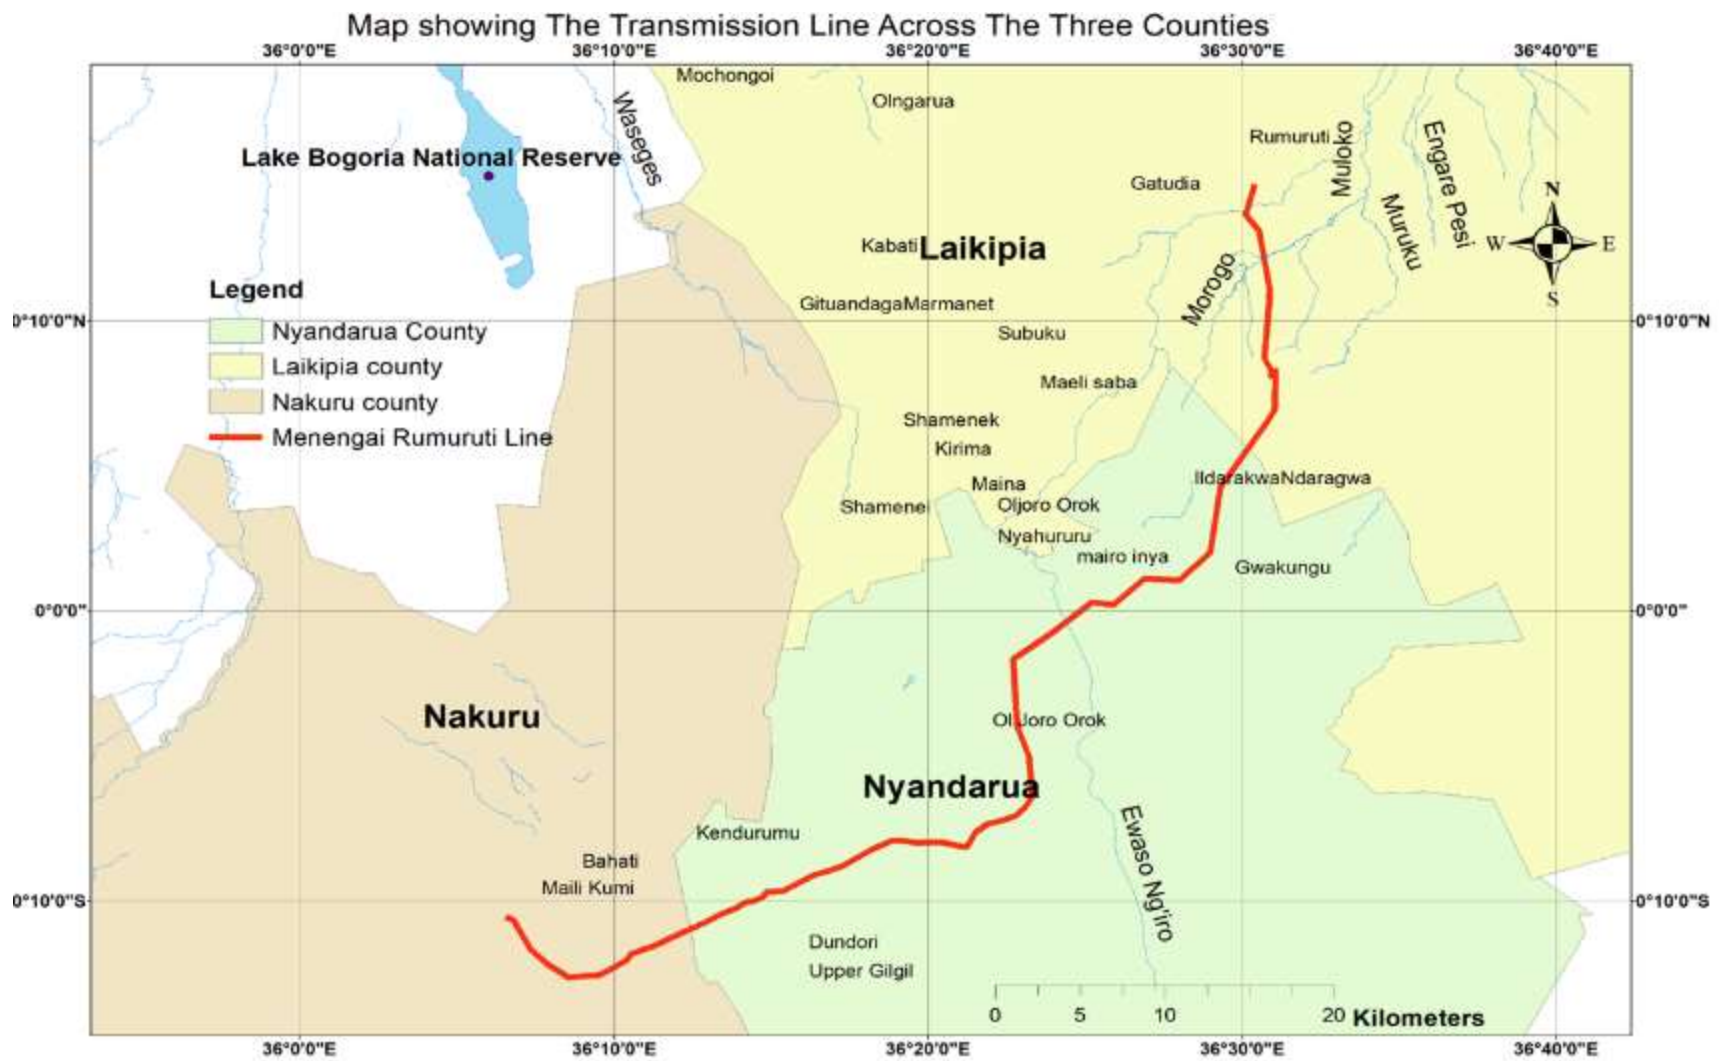 Map showing The Transmission Line Across The Three Counties
36°0'0"E 36°10'0"E 36°20'0"E 36°30'0"E 36°40'0"E
Mochongoi
Olngarua
Waseges
Rumuruti
Muloko
Engare Pesi
Lake Bogoria National Reserve
Gatudia
N
Muruku
W E
Kabati
Laikipia
S
Morogo
Legend
GituandagaMarmanet
0°10'0"N 0°10'0"N
Nyandarua County
Subuku
Laikipia county
Maeli saba
Nakuru county
Shamenek
Menengai Rumuruti Line
Kirima
IldarakwaNdaragwa
Maina
Shamenei
Oljoro Orok
Nyahururu
mairo inya
Gwakungu
0°0'0" 0°0'0"
Nakuru
Ol Joro Orok
Nyandarua
Kendurumu
Ewaso Ng'iro
Bahati
Maili Kumi
0°10'0"S 0°10'0"S
Dundori
Upper Gilgil
0 5 10 20 Kilometers
36°0'0"E 36°10'0"E 36°20'0"E 36°30'0"E 36°40'0"E